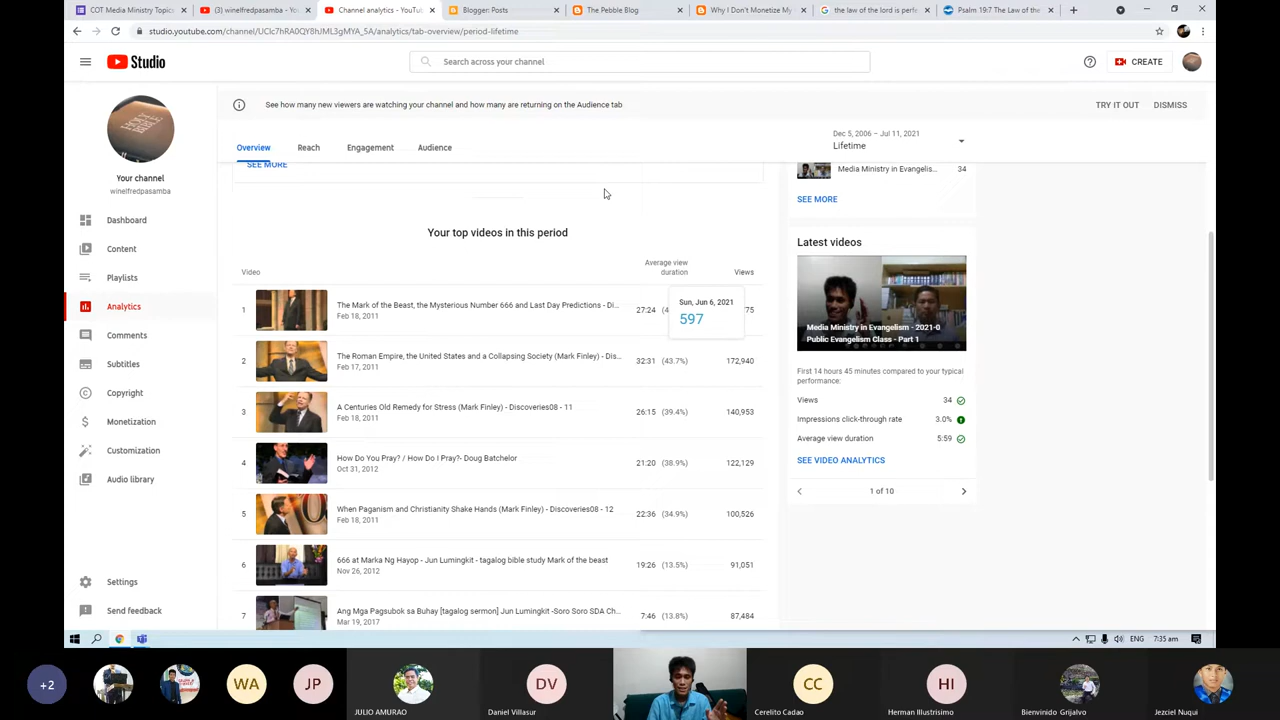 COT Media Ministry Topics
winelfredpasamba - Yo
Channel analytics - YouTu
Blogger: Posts
The Pebble Blog
Why I Don't Monetize My
the law of the lord is perfe
Psalm 19:7 The Law of the
studio.youtube.com/channel/UClc7hRA0QY8hJML3gMYA_5A/analytics/tab-overview/period-lifetime
Studio
Search across your channel
CREATE
See how many new viewers are watching your channel and how many are returning on the Audience tab
TRY IT OUT
DISMISS
Overview
Reach
Engagement
Audience
Dec 5, 2006 – Jul 11, 2021
Lifetime
Your channel
winelfredpasamba
Dashboard
Content
Playlists
Analytics
Comments
Subtitles
Copyright
Monetization
Customization
Audio library
Settings
Send feedback
SEE MORE
Your top videos in this period
Video
Average view
duration
Views
1
The Mark of the Beast, the Mysterious Number 666 and Last Day Predictions - Di...
Feb 18, 2011
27:24 (4
75
Sun, Jun 6, 2021
597
2
The Roman Empire, the United States and a Collapsing Society (Mark Finley) - Dis...
Feb 17, 2011
32:31 (43.7%)
172,940
3
A Centuries Old Remedy for Stress (Mark Finley) - Discoveries08 - 11
Feb 18, 2011
26:15 (39.4%)
140,953
4
How Do You Pray? / How Do I Pray?- Doug Batchelor
Oct 31, 2012
21:20 (38.9%)
122,129
5
When Paganism and Christianity Shake Hands (Mark Finley) - Discoveries08 - 12
Feb 18, 2011
22:36 (34.9%)
100,526
6
666 at Marka Ng Hayop - Jun Lumingkit - tagalog bible study Mark of the beast
Nov 26, 2012
19:26 (13.5%)
91,051
7
Ang Mga Pagsubok sa Buhay [tagalog sermon] Jun Lumingkit -Soro Soro SDA Ch...
Mar 19, 2017
7:46 (13.8%)
87,484
Media Ministry in Evangelis...
34
SEE MORE
Latest videos
Media Ministry in Evangelism - 2021-0
Public Evangelism Class - Part 1
First 14 hours 45 minutes compared to your typical
performance:
Views
34
Impressions click-through rate
3.0%
Average view duration
5:59
SEE VIDEO ANALYTICS
1 of 10
ENG
7:35 am
+2
WA
JP
JULIO AMURAO
DV
Daniel Villasur
CC
Cerelito Cadao
HI
Herman Illustrisimo
Bienvenido Grijalvo
Jezciel Nuqui